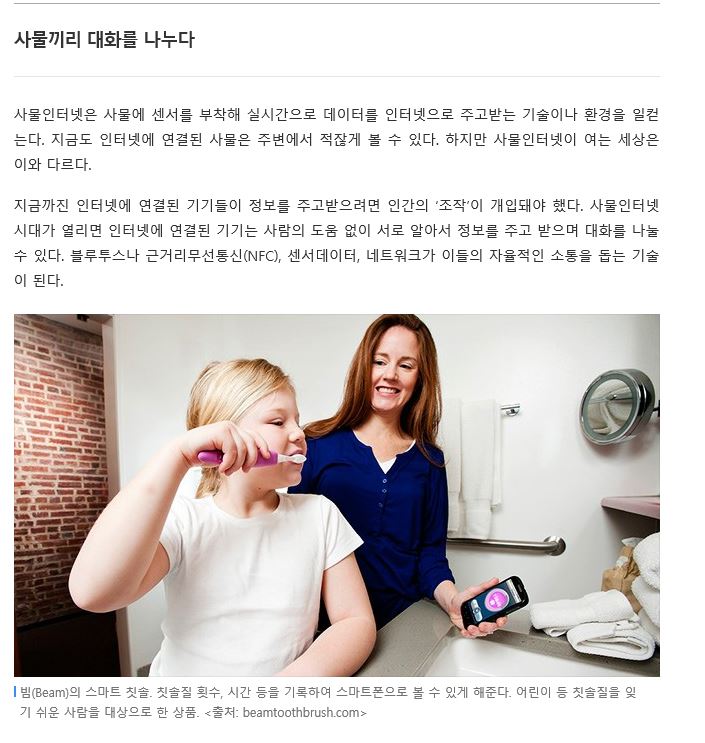 사물끼리 대화를 나누다
사물인터넷은 사물에 센서를 부착해 실시간으로 데이터를 인터넷으로 주고받는 기술이나 환경을 일컫
는다. 지금도 인터넷에 연결된 사물은 주변에서 적잖게 볼 수 있다. 하지만 사물인터넷이 여는 세상은
이와 다르다.
지금까진 인터넷에 연결된 기기들이 정보를 주고받으려면 인간의 ‘조작’이 개입돼야 했다. 사물인터넷
시대가 열리면 인터넷에 연결된 기기는 사람의 도움 없이 서로 알아서 정보를 주고 받으며 대화를 나눌
수 있다. 블루투스나 근거리무선통신(NFC), 센서데이터, 네트워크가 이들의 자율적인 소통을 돕는 기술
이 된다.
빔(Beam)의 스마트 칫솔. 칫솔질 횟수, 시간 등을 기록하여 스마트폰으로 볼 수 있게 해준다. 어린이 등 칫솔질을 잊
기 쉬운 사람을 대상으로 한 상품. <출처: beamtoothbrush.com>